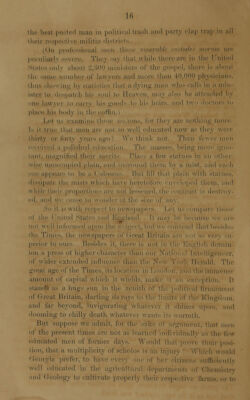 16
the best posted man in political trash and party clap trap in all
their respective militia districts.
(On professional men these venerable croakers moreover are
peculiarly severe. They say that while there are in the United
States only about 2,500 ministers of the gospel, there is about
the same number of lawyers and more than 40,000 physicians,
thus showing by statistics that a dying man who calls in a min-
ister to despatch his soul to Heaven, may also be attended by
one lawyer to carry his goods to his heirs, and two doctors to
place his body in the coffin.)
Let us examine these so, for they are nothing more.
Is it true that men are not so well educated now as they were
thirty or forty years ago? We think not. Then fewer men
received a polished education. The masses, being more igno-
rant, magnified their merits. Place a few statues in an other-
wise unoccupied plain, and surround them by a mist, and each
one appears to be a Colossus. But fill that plain with statues,
dissipate the mists which have heretofore enveloped them, and
while their proportions are not lessened, the contrast is destroy-
ed, and we cease to wonder at the size of any.
So it is with respect to newspapers. Let us compare those
of the United States and England. It may be because we are
not well informed upon the subject, but we contend that besides
the Times, the newspapers of Great Britain are not so very su-
perior to ours. Besides it, there is not in the English domin-
ion a press of higher character than our National Intelligencer,
of wider extended influence than the New York Herald. The
great age of the Times, its location in London, and the immense
amount of capital which it wields, make it an exception. It
stands as a huge sun in the zenith of the political firmament
of Great Britain, darting its rays to the limits of the Kingdom,
and far beyond, invigorating whatever it shines upon, and
dooming to chilly death whatever wants its warmth.
But suppose we admit, for the sake of argument, that men
of the present times are not as learned individually as the few
educated men of former days. Would that prove their posi-
tion, that a multiplicity of scholars is an injury? Which would
Georgia prefer, to have every one of her citizens sufficiently
well educated in the agricultural departments of Chemistry
and Geology to cultivate properly their respective farms, or to